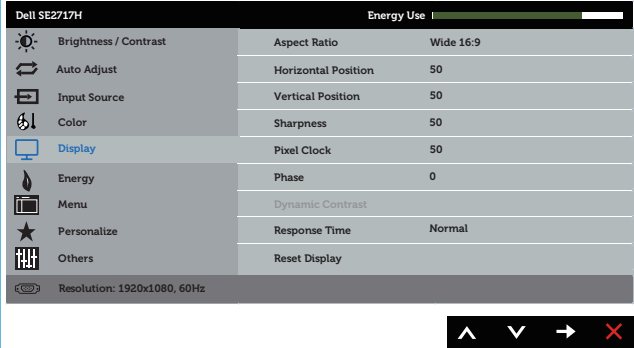 Dell SE2717H Energy Use
Brightness / Contrast
Auto Adjust
Input Source
Color
Display
Energy
Menu
Personalize
Others
Aspect Ratio Wide 16:9
Horizontal Position 50
Vertical Position 50
Sharpness 50
Pixel Clock 50
Phase 0
Dynamic Contrast
Response Time Normal
Reset Display
Resolution: 1920x1080, 60Hz